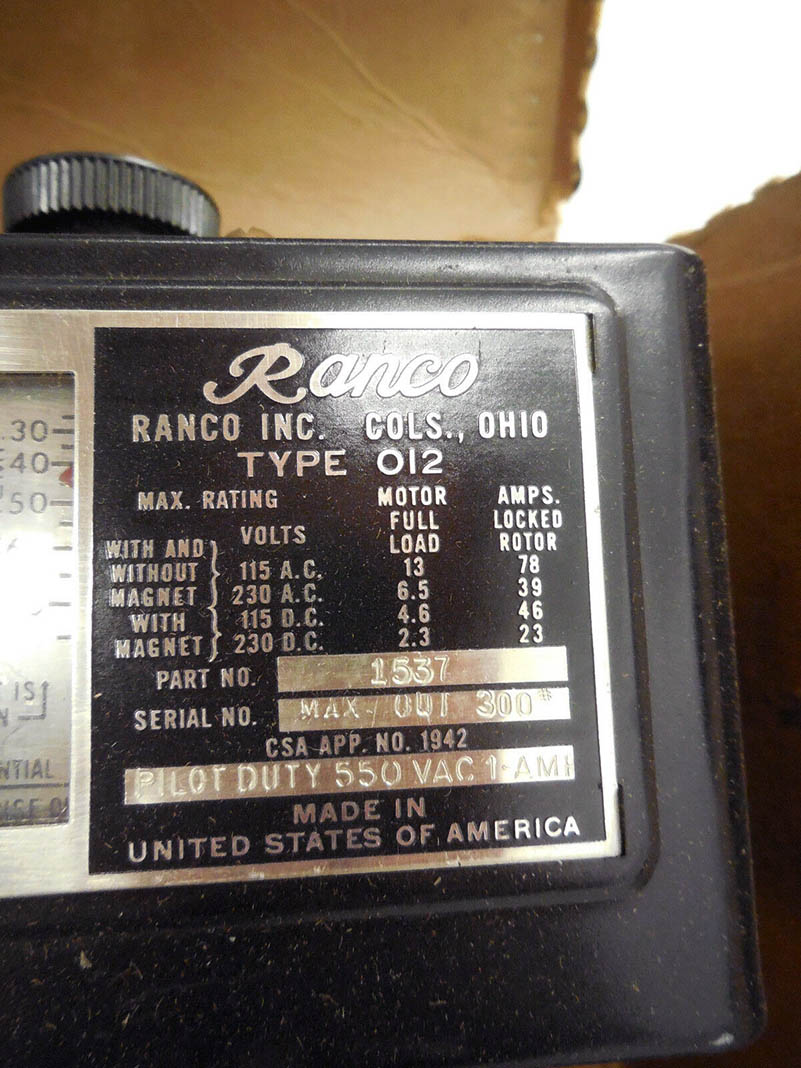 Ranco
RANCO INC. COLS., OHIO
TYPE 012
MAX. RATING MOTOR AMPS.
VOLTS FULL LOAD LOCKED ROTOR
WITH AND WITHOUT MAGNET } 115 A.C. 13 78
230 A.C. 6.5 39
WITH MAGNET } 115 D.C. 4.6 46
230 D.C. 2.3 23
PART NO. 1537
SERIAL NO. MAX 300#
CSA APP. NO. 1942
PILOT DUTY 550 VAC 1-AM
MADE IN
UNITED STATES OF AMERICA
30
40
50
IS
NTIAL